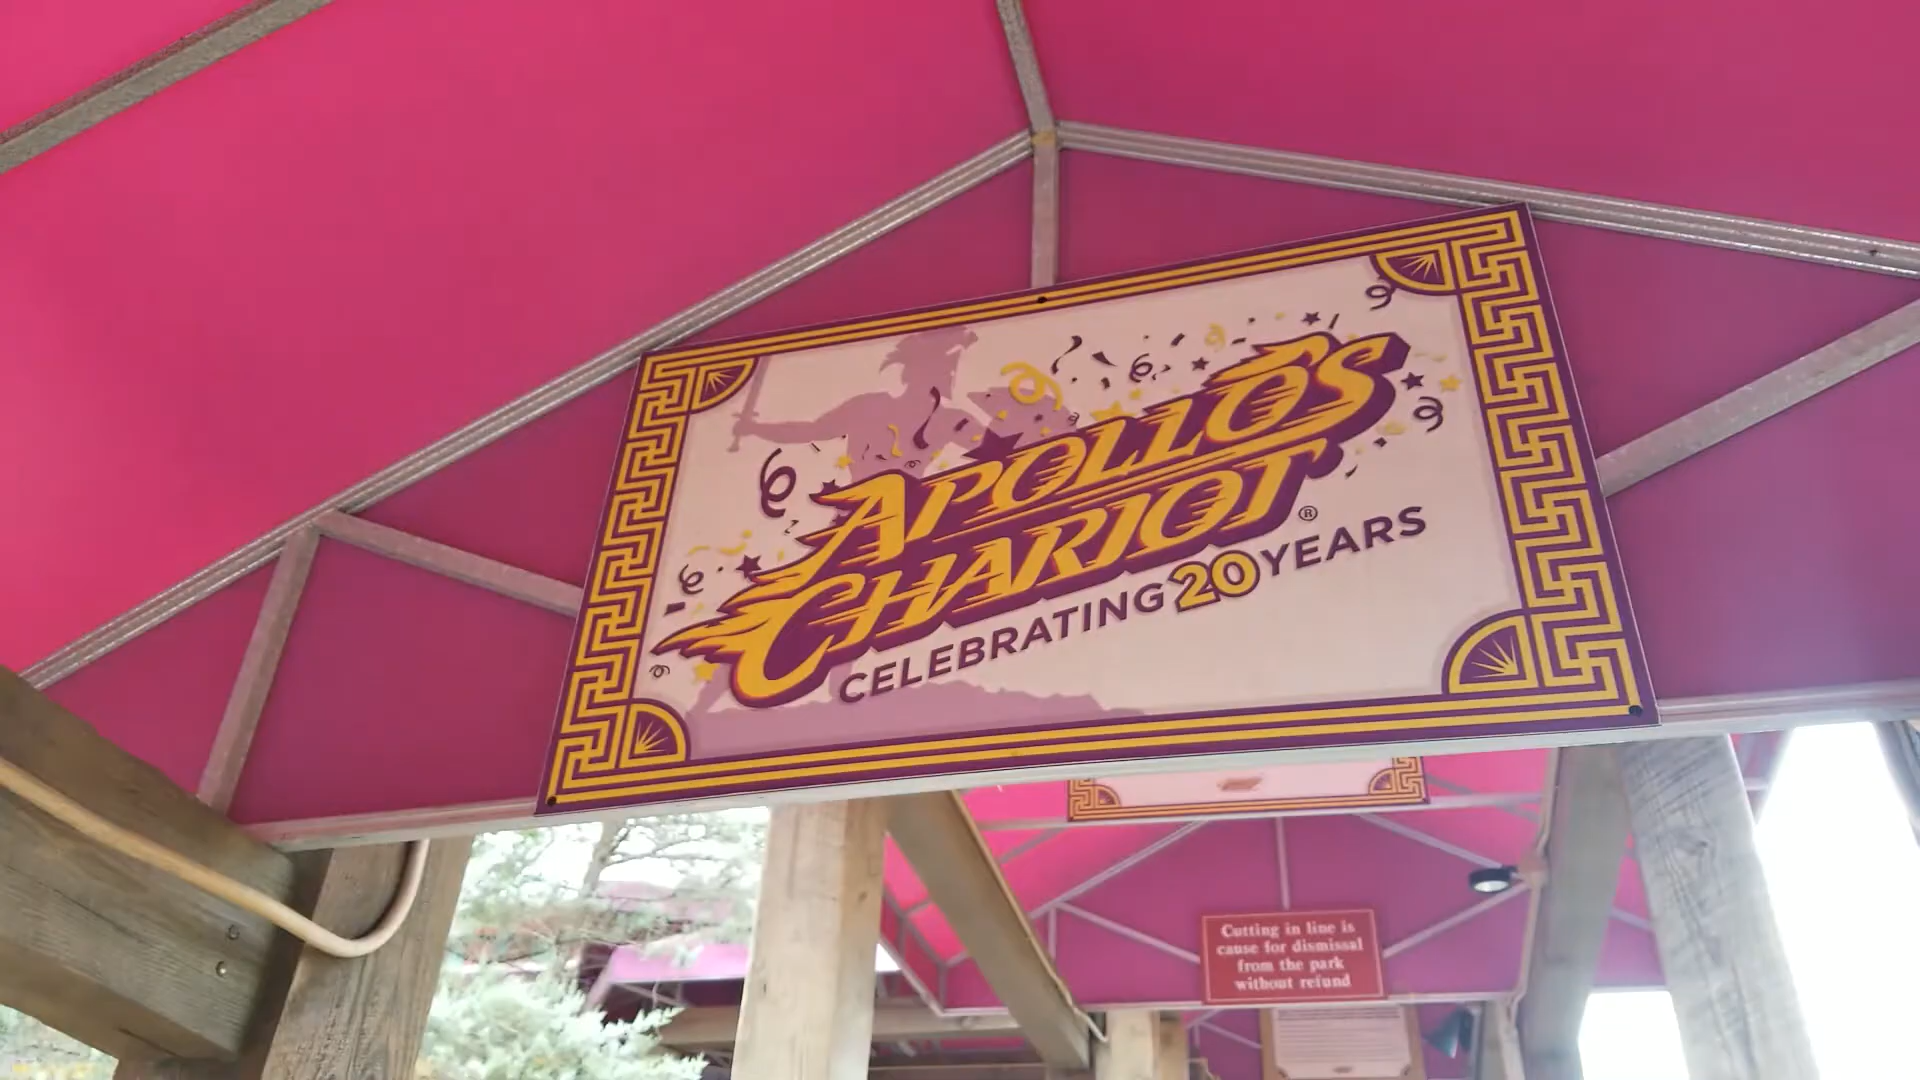 APOLLO'S
CHARIOT®
CELEBRATING 20 YEARS
Cutting in line is
cause for dismissal
from the park
without refund